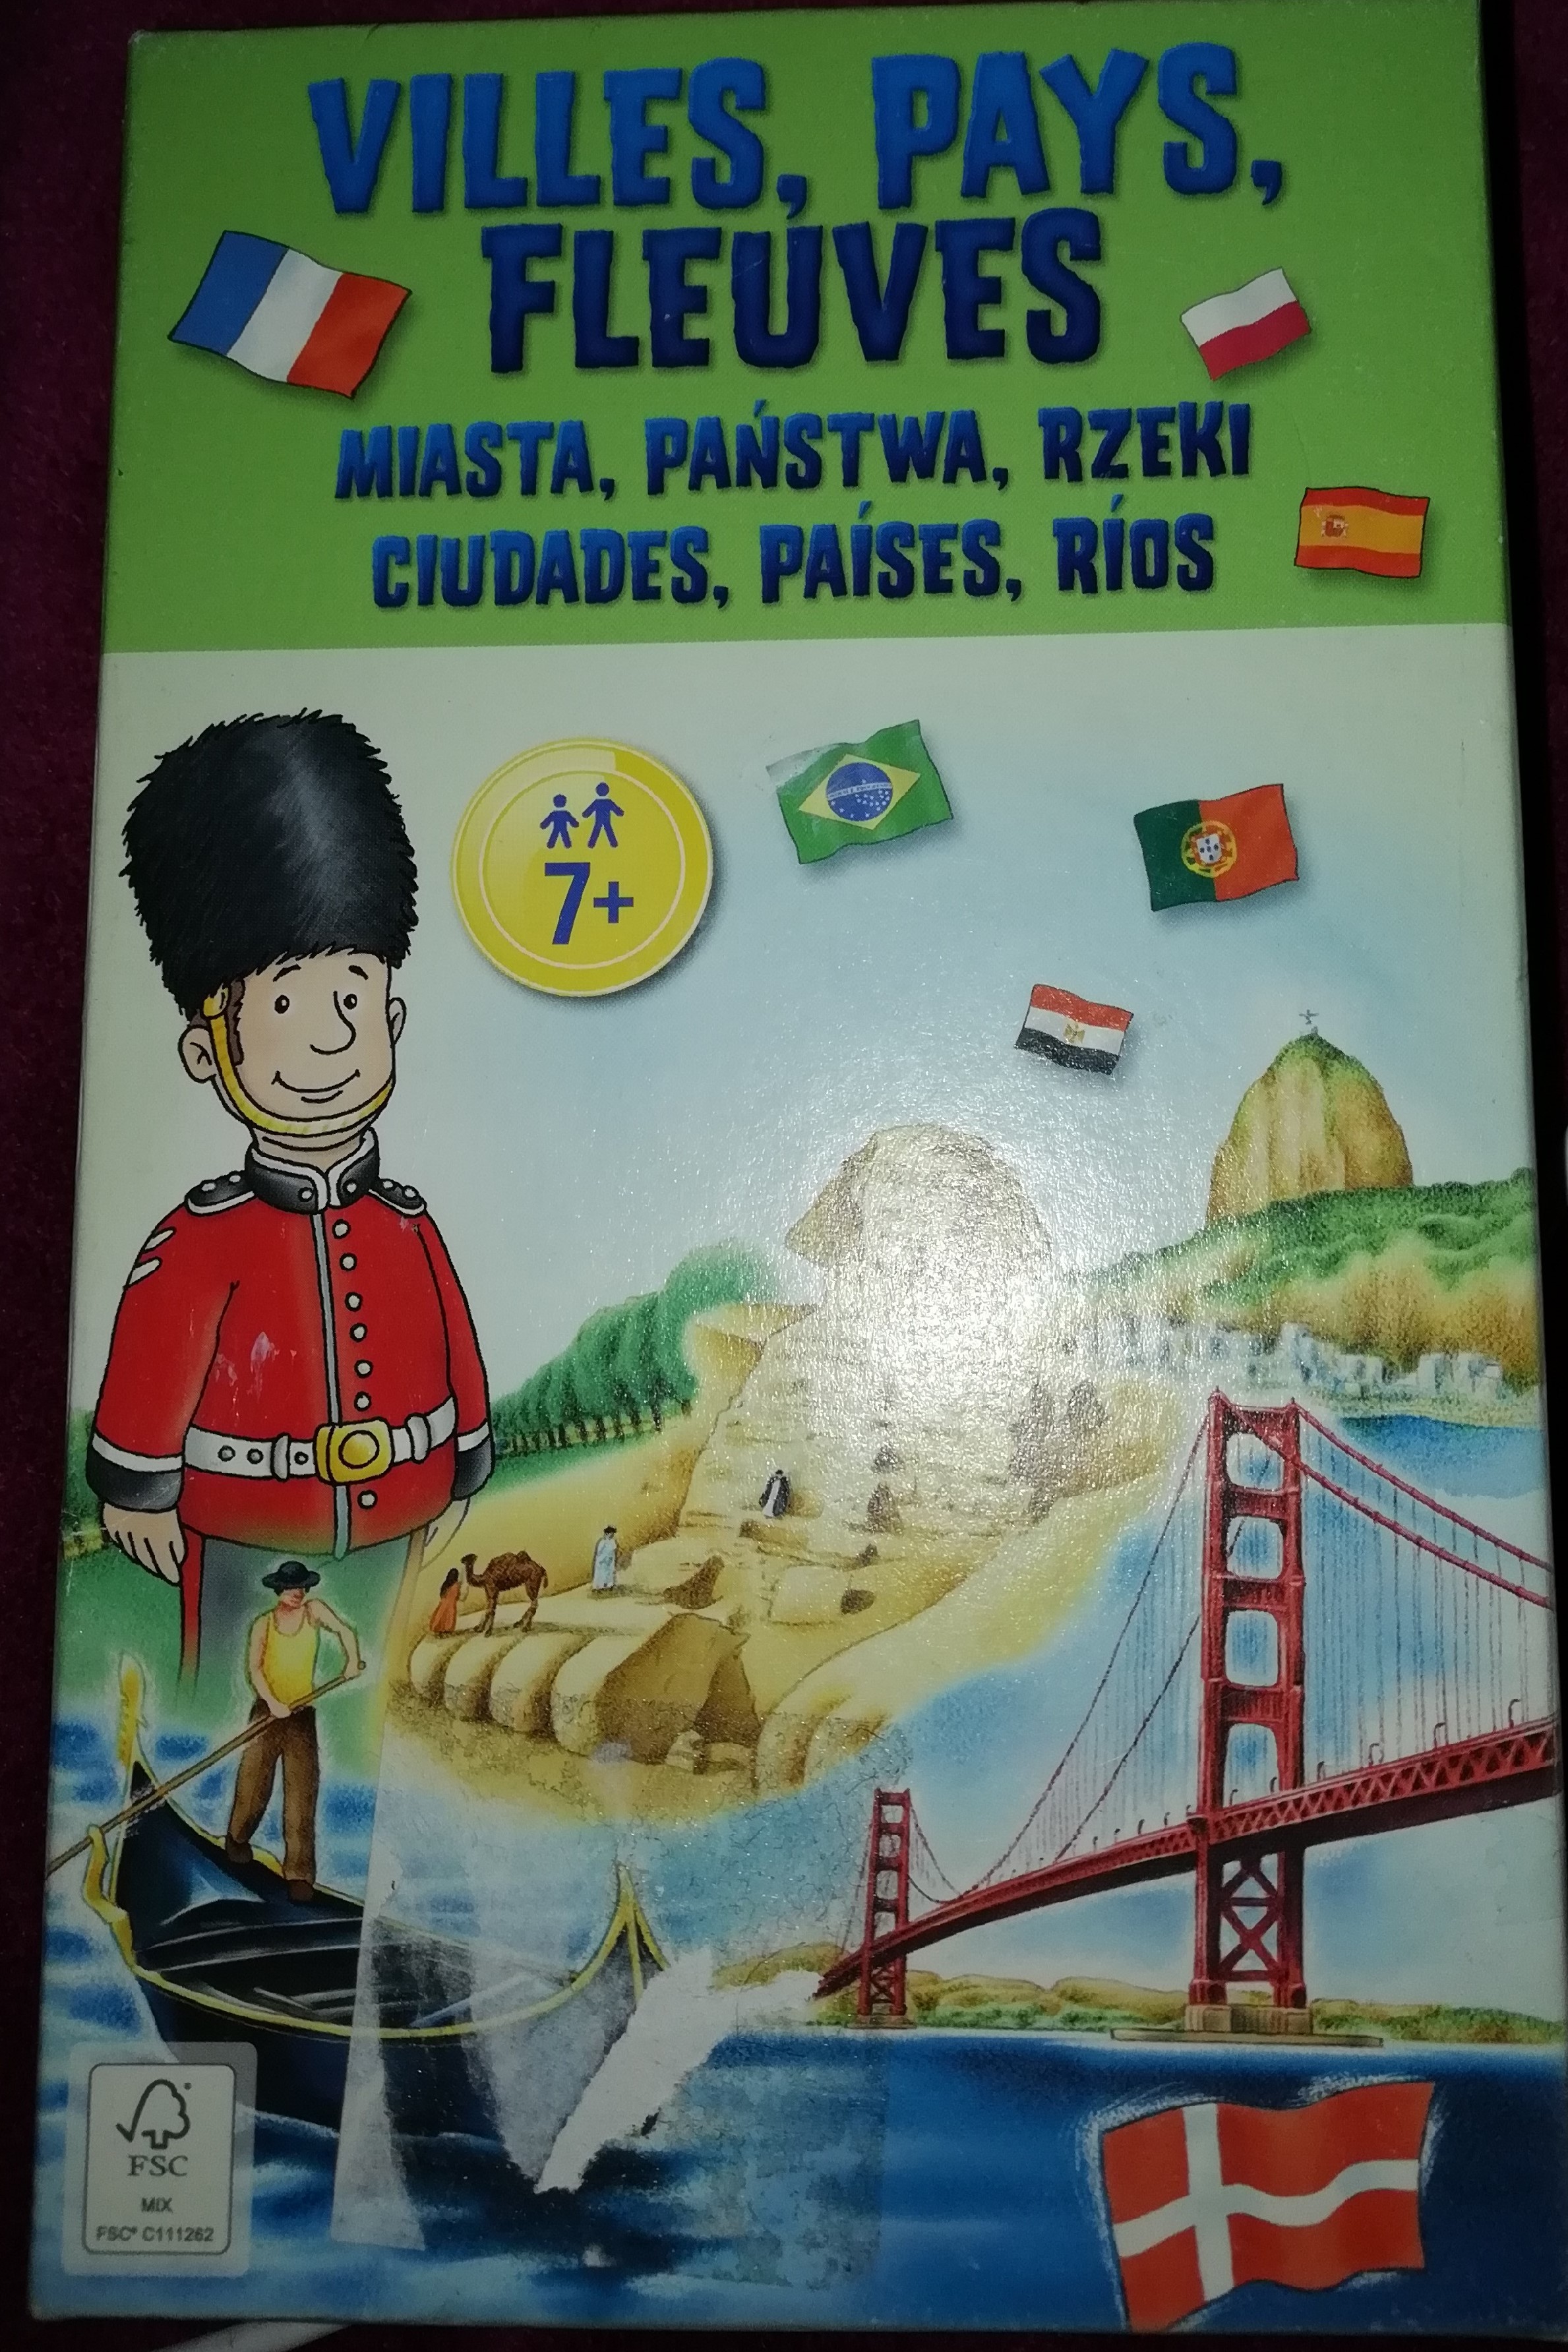 VILLES, PAYS,
FLEUVES
MIASTA, PAŃSTWA, RZEKI
CIUDADES, PAÍSES, RÍOS
7+
FSC
MIX
FSC® C111262